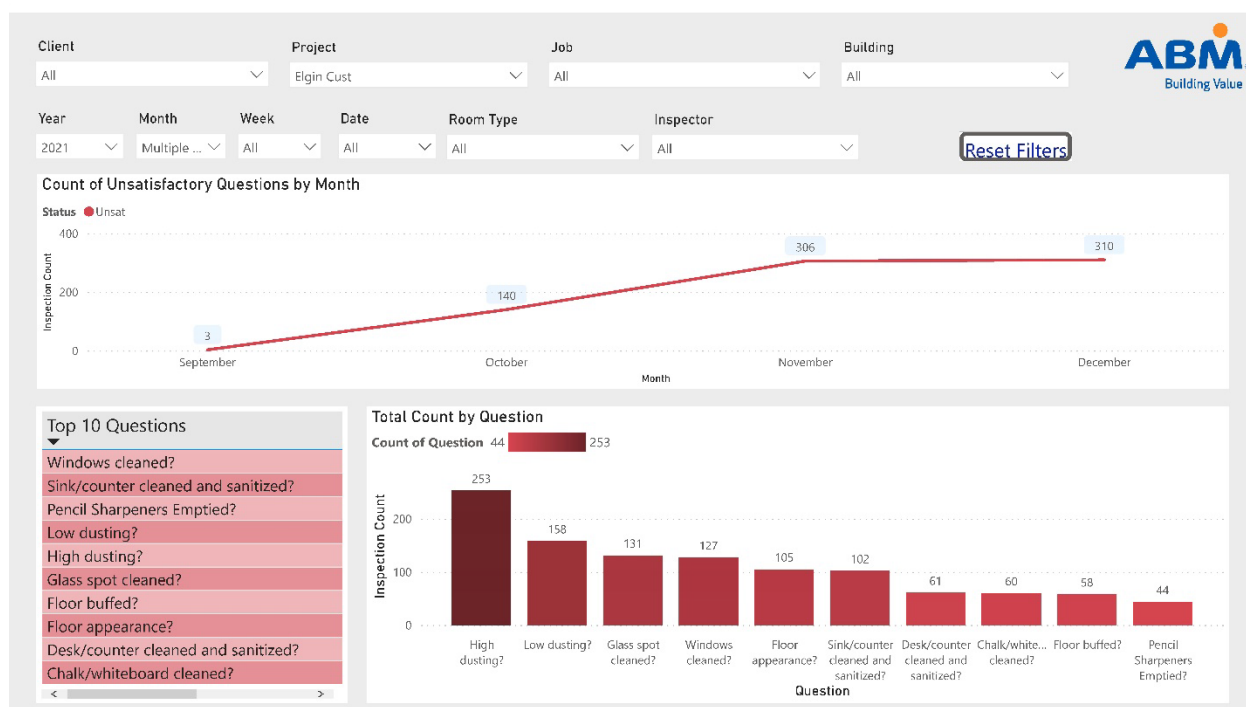 Client Project Job Building
All Elgin Cust All All
ABM
Building Value
Year Month Week Date Room Type Inspector
2021 Multiple ... All All All All
Reset Filters
Count of Unsatisfactory Questions by Month
Status Unsat
400
306 310
Inspection Count
200
140
3
0
September October November December
Month
Top 10 Questions
Windows cleaned?
Sink/counter cleaned and sanitized?
Pencil Sharpeners Emptied?
Low dusting?
High dusting?
Glass spot cleaned?
Floor buffed?
Floor appearance?
Desk/counter cleaned and sanitized?
Chalk/whiteboard cleaned?
Total Count by Question
Count of Question 44 253
253
Inspection Count
200
158
131
127
105
102
100
61
60
58
44
0
High
dusting?
Low dusting?
Glass spot
cleaned?
Windows
cleaned?
Floor
appearance?
Sink/counter
cleaned and
sanitized?
Desk/counter
cleaned and
sanitized?
Chalk/white...
cleaned?
Floor buffed?
Pencil
Sharpeners
Emptied?
Question